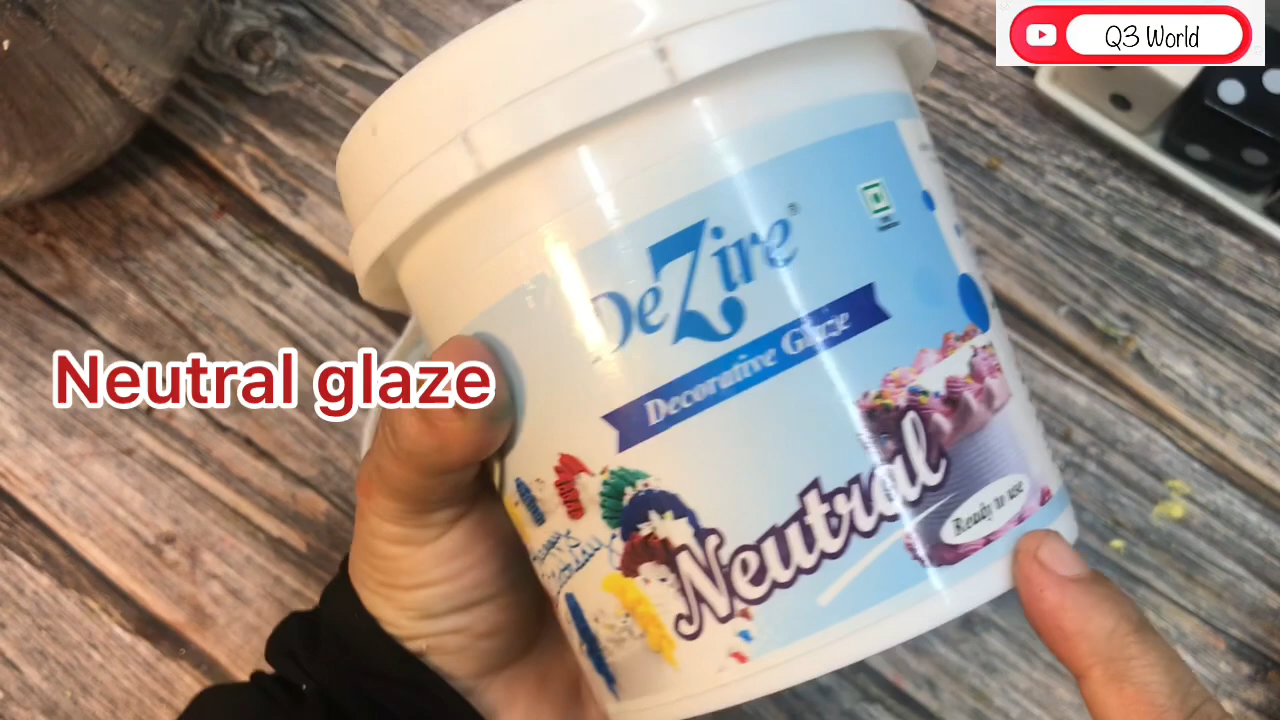 Q3 World
DeZire®
Decorative Glaze
Neutral glaze
Neutral
Ready to use